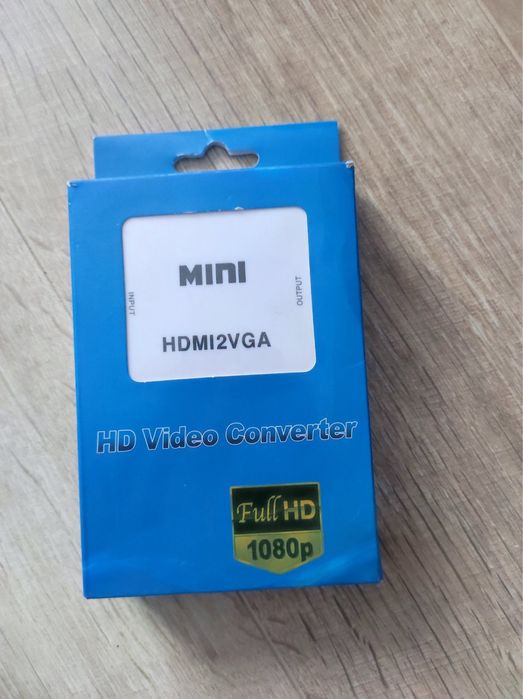 MINI
INPUT
OUTPUT
HDMI2VGA
HD Video Converter
Full HD
1080p